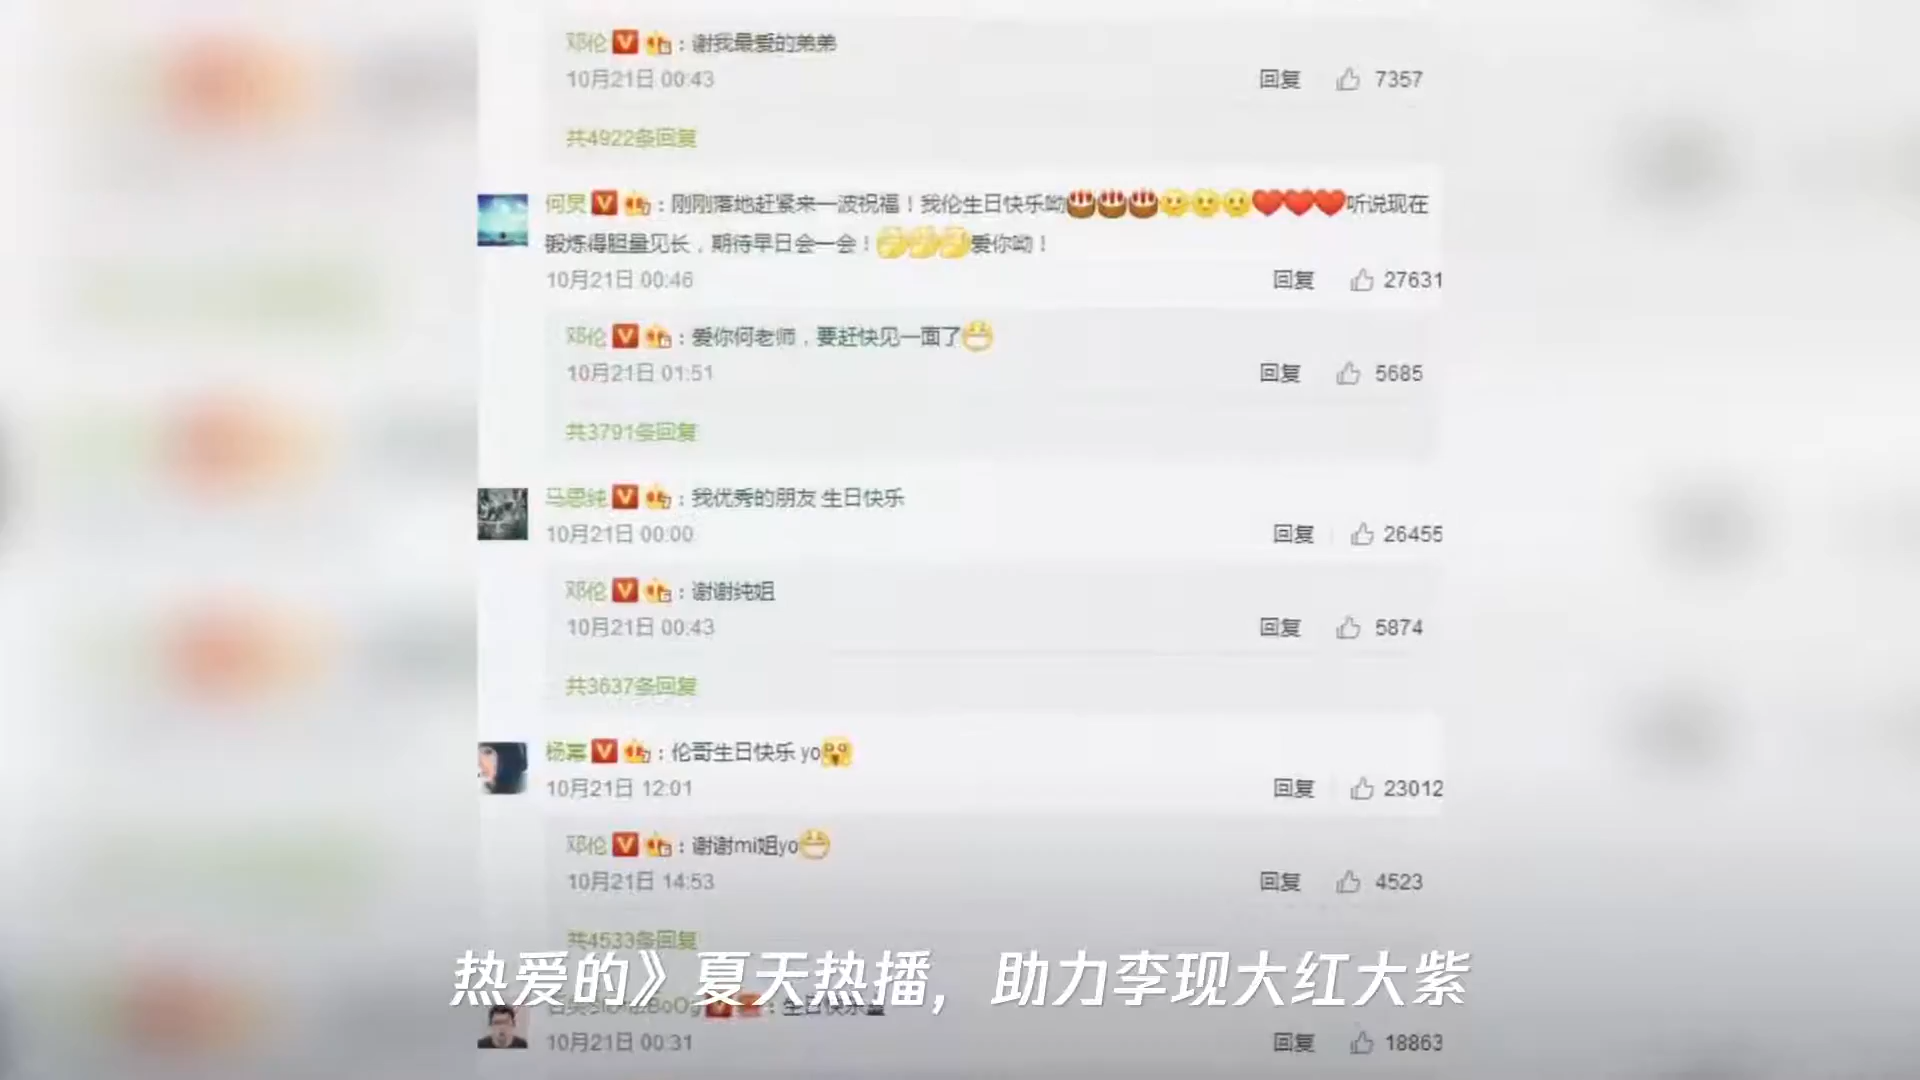 邓伦：谢我最爱的弟弟
10月21日 00:43 回复 7357
共4922条回复
何炅：刚刚落地赶紧来一波祝福！我伦生日快乐呦听说现在
锻炼得胆量见长，期待早日会一会！爱你呦！
10月21日 00:46 回复 27631
邓伦：爱你何老师，要赶快见一面了
10月21日 01:51 回复 5685
共3791条回复
马思纯：我优秀的朋友 生日快乐
10月21日 00:00 回复 26455
邓伦：谢谢纯姐
10月21日 00:43 回复 5874
共3637条回复
杨幂：伦哥生日快乐 yo
10月21日 12:01 回复 23012
邓伦：谢谢mi姐yo
10月21日 14:53 回复 4523
共4533条回复
热爱的》夏天热播，助力李现大红大紫
：生日快乐
10月21日 00:31 回复 18863